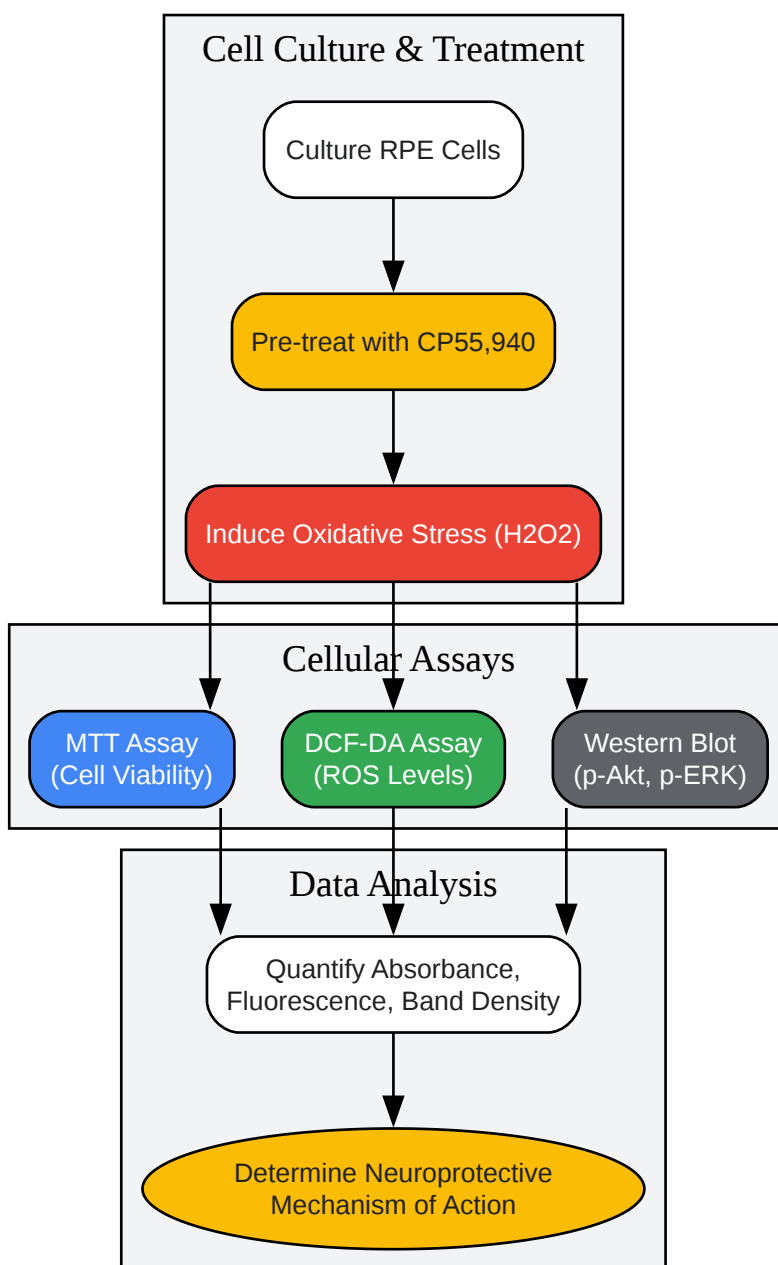 Cell Culture & Treatment
Culture RPE Cells
Pre-treat with CP55,940
Induce Oxidative Stress (H2O2)
Cellular Assays
MTT Assay
(Cell Viability)
DCF-DA Assay
(ROS Levels)
Western Blot
(p-Akt, p-ERK)
Data Analysis
Quantify Absorbance,
Fluorescence, Band Density
Determine Neuroprotective
Mechanism of Action